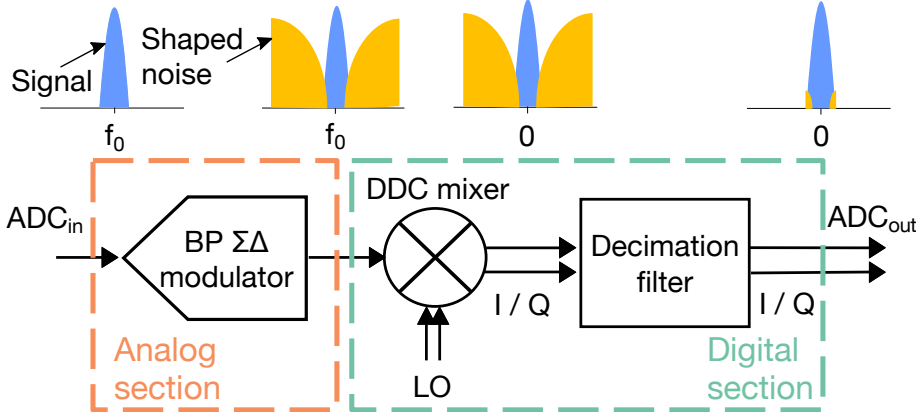 Signal
Shaped
noise
f₀
f₀
0
0
ADCᵢₙ
BP ΣΔ
modulator
DDC mixer
I / Q
LO
Decimation
filter
I / Q
ADCₒᵤₜ
Analog
section
Digital
section